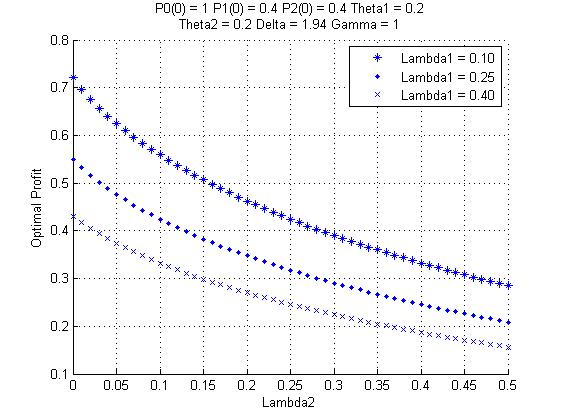 P0(0) = 1 P1(0) = 0.4 P2(0) = 0.4 Theta1 = 0.2
Theta2 = 0.2 Delta = 1.94 Gamma = 1
Lambda1 = 0.10
Lambda1 = 0.25
Lambda1 = 0.40
Optimal Profit
0.8
0.7
0.6
0.5
0.4
0.3
0.2
0.1
0 0.05 0.1 0.15 0.2 0.25 0.3 0.35 0.4 0.45 0.5
Lambda2